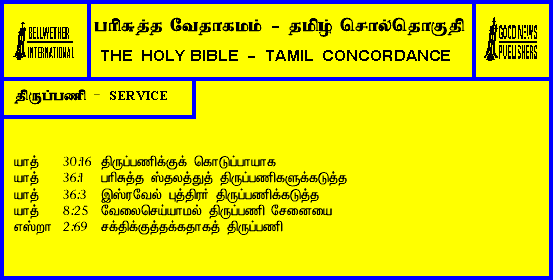 BELLWETHER
INTERNATIONAL
பரிசுத்த வேதாகமம் - தமிழ் சொல்தொகுதி
THE HOLY BIBLE - TAMIL CONCORDANCE
GOOD NEWS
PUBLISHERS
திருப்பணி - SERVICE
யாத் 30:16 திருப்பணிக்குக் கொடுப்பாயாக
யாத் 36:1 பரிசுத்த ஸ்தலத்துத் திருப்பணிகளுக்கடுத்த
யாத் 36:3 இஸ்ரவேல் புத்திரர் திருப்பணிக்கடுத்த
யாத் 8:25 வேலைசெய்யாமல் திருப்பணி சேனையை
எஸ்றா 2:69 சக்திக்குத்தக்கதாகத் திருப்பணி